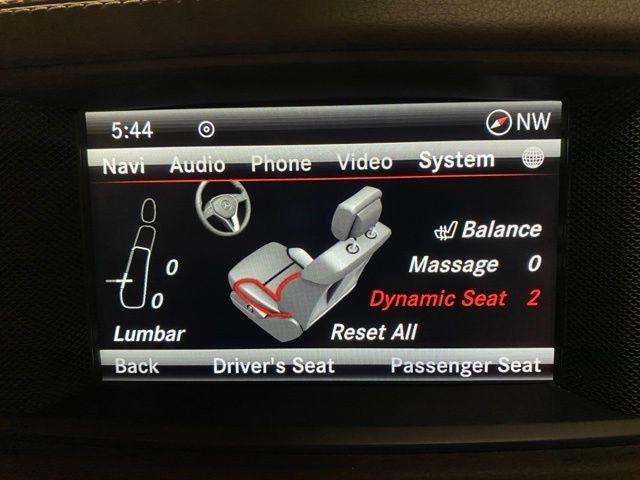 5:44 NW
Navi Audio Phone Video System
Balance
0 Massage 0
0 Dynamic Seat 2
Lumbar Reset All
Back Driver's Seat Passenger Seat